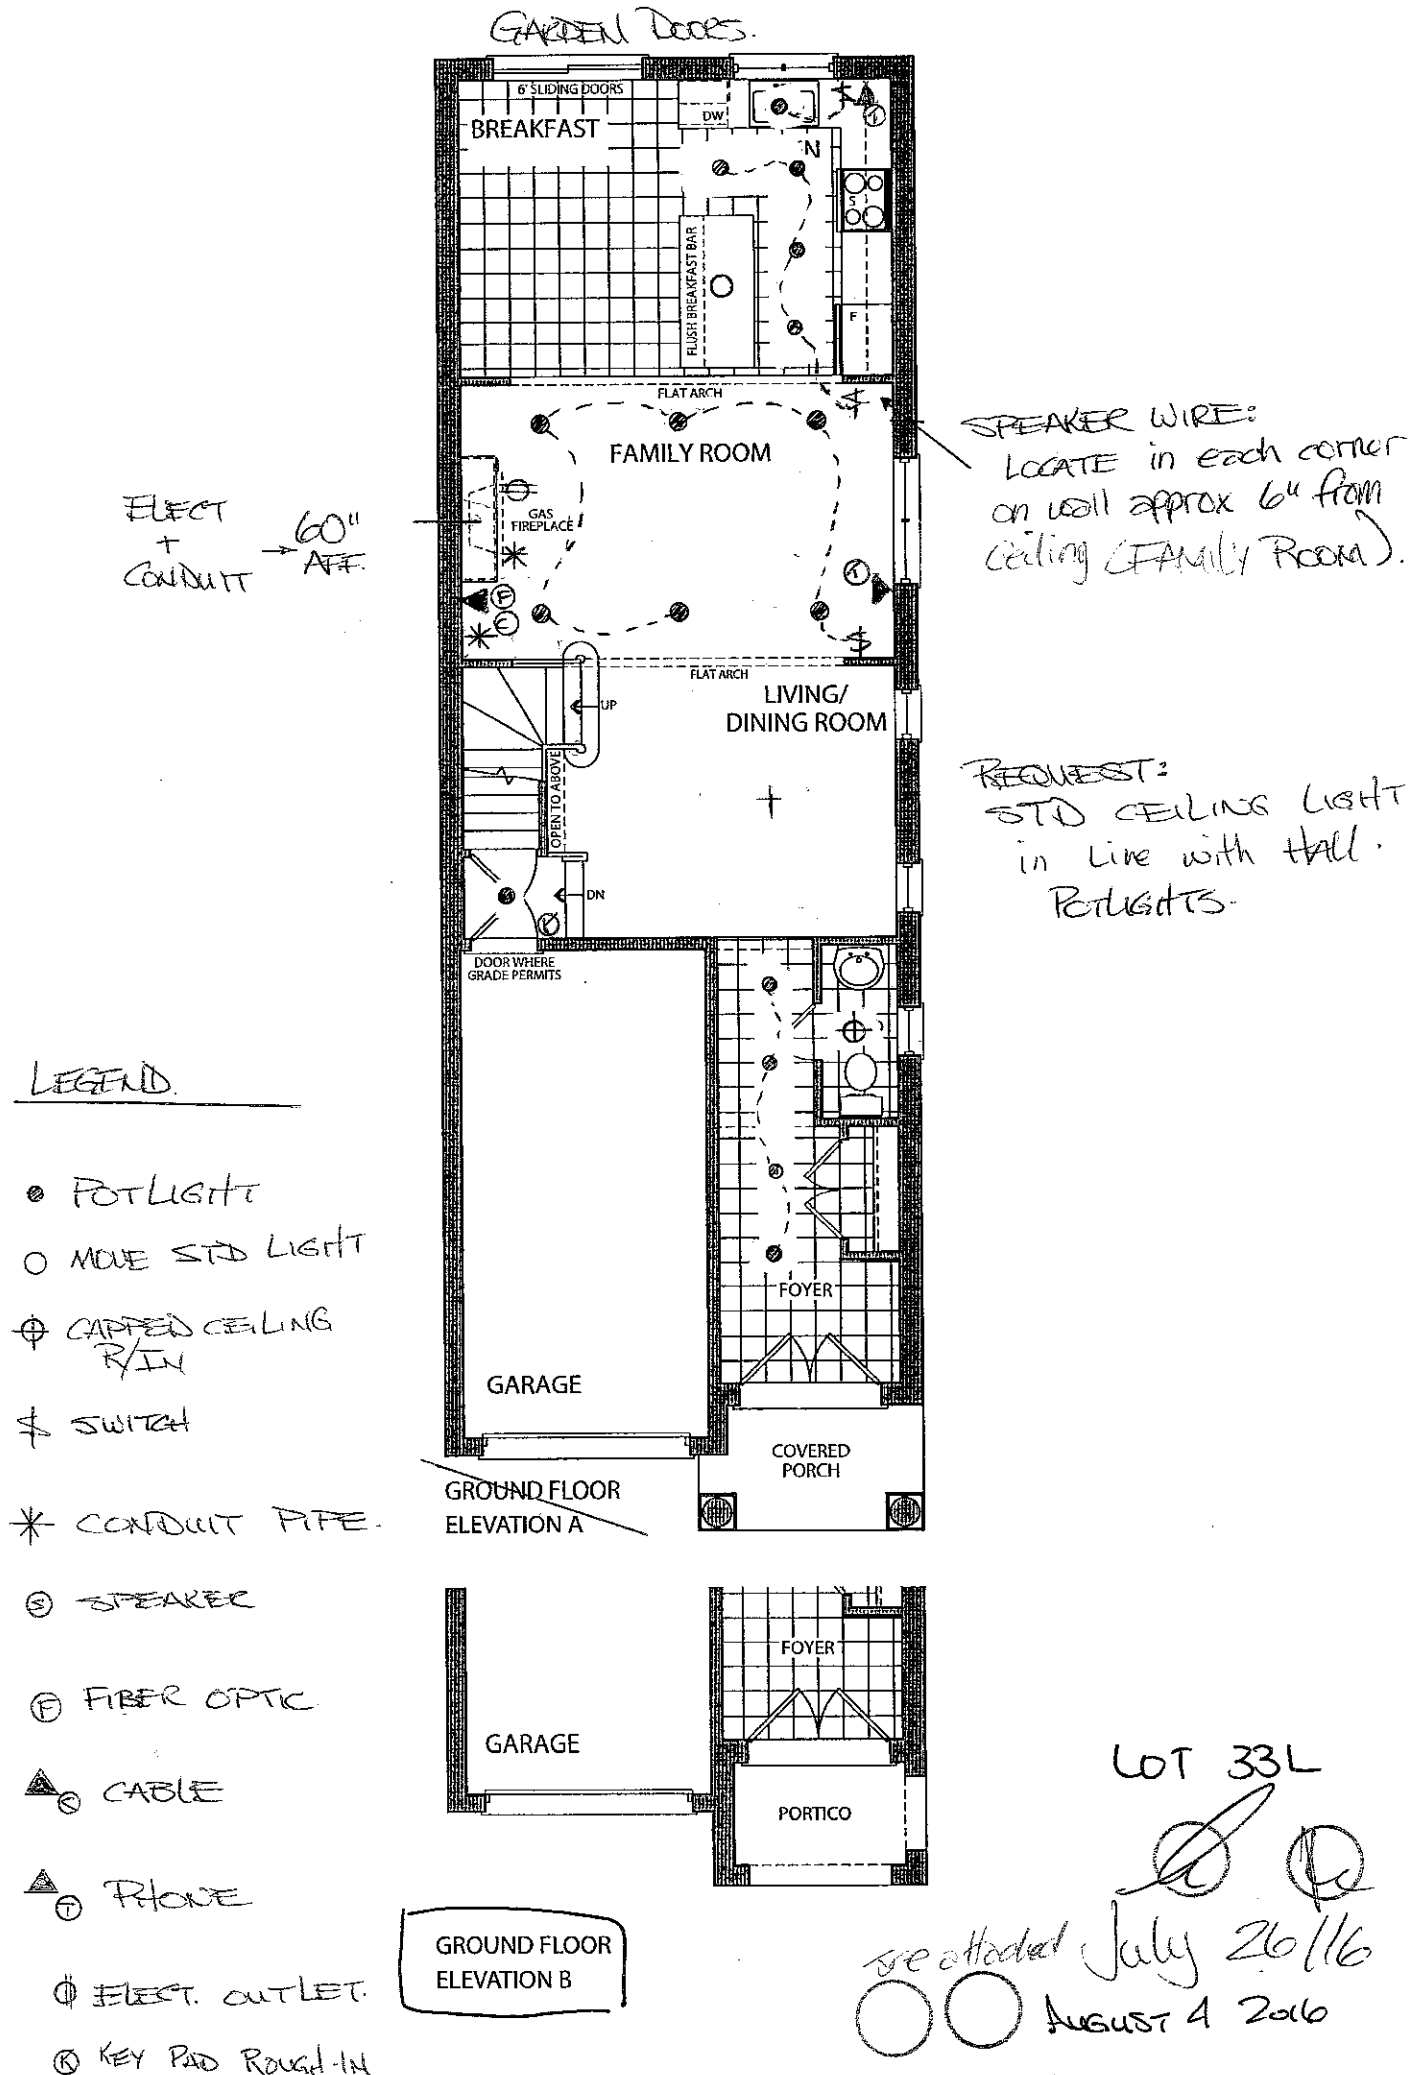 GARDEN DOORS.
6' SLIDING DOORS
BREAKFAST
DW
T
N
S
FLUSH BREAKFAST BAR
F
FLAT ARCH
FAMILY ROOM
SPEAKER WIRE:
LOCATE in each corner
on wall approx 6" from
ceiling (FAMILY ROOM).
ELECT
+
CONDUIT
→ 60"
AFF.
GAS
FIREPLACE
T
F
C
FLAT ARCH
UP
LIVING/
DINING ROOM
OPEN TO ABOVE
REQUEST:
STD CEILING LIGHT
in Line with HALL.
POTLIGHTS.
DN
K
DOOR WHERE
GRADE PERMITS
FOYER
GARAGE
COVERED
PORCH
GROUND FLOOR
ELEVATION A
LEGEND.
POTLIGHT
MOVE STD LIGHT
CAPPED CEILING
R/IN
$ SWITCH
CONDUIT PIPE.
S SPEAKER
F FIBER OPTIC
C CABLE
T PHONE
ELECT. OUTLET.
K KEY PAD ROUGH-IN
FOYER
GARAGE
PORTICO
GROUND FLOOR
ELEVATION B
LOT 33L
attached July 26/16
AUGUST 4 2016